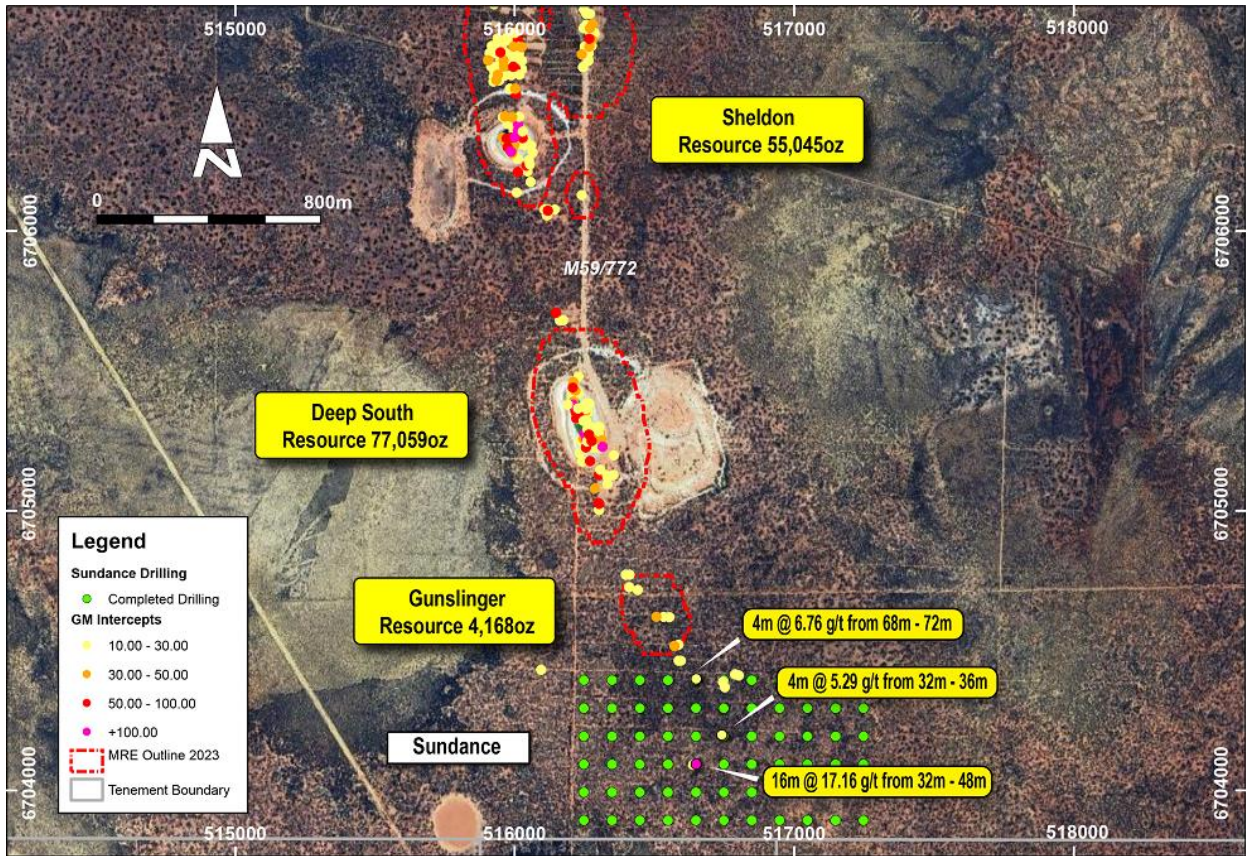 515000
516000
517000
518000
Sheldon
Resource 55,045oz
N
0
800m
6706000
6706000
M59/772
Deep South
Resource 77,059oz
6705000
6705000
Legend
Sundance Drilling
Completed Drilling
GM Intercepts
10.00 - 30.00
30.00 - 50.00
50.00 - 100.00
+100.00
MRE Outline 2023
Tenement Boundary
Gunslinger
Resource 4,168oz
4m @ 6.76 g/t from 68m - 72m
4m @ 5.29 g/t from 32m - 36m
Sundance
16m @ 17.16 g/t from 32m - 48m
6704000
6704000
515000
516000
517000
518000